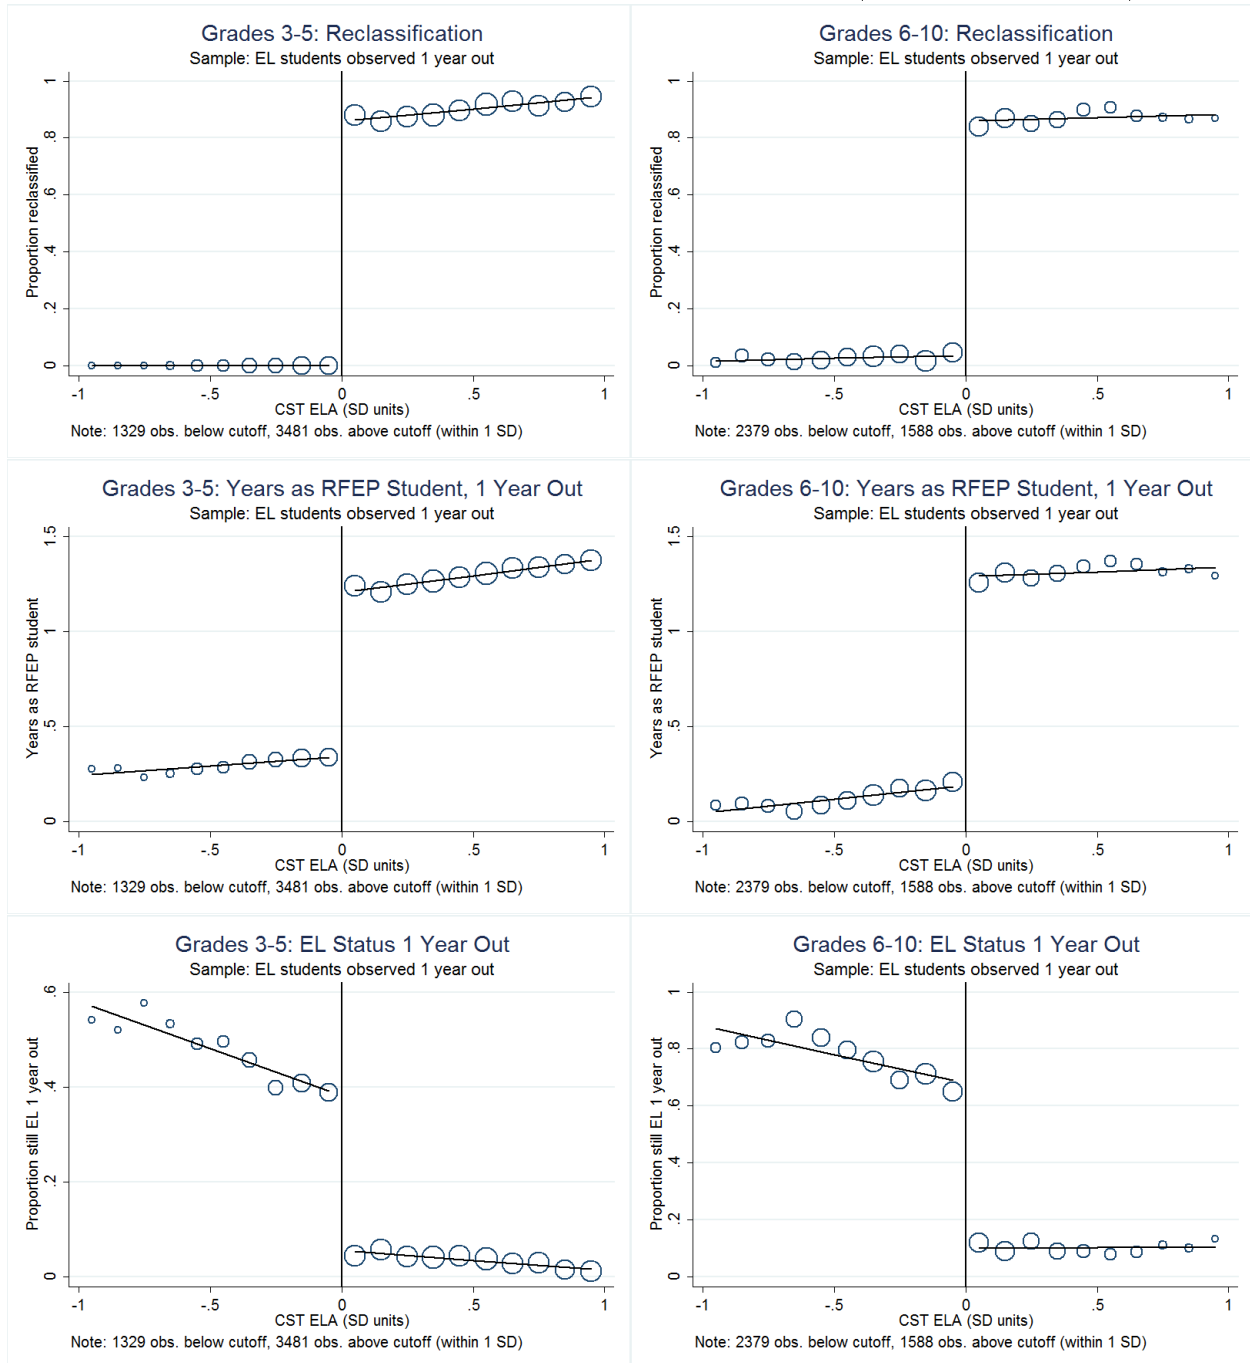 Grades 3-5: Reclassification
Sample: EL students observed 1 year out
Proportion reclassified
1
.8
.6
.4
.2
0
-1
-.5
0
.5
1
CST ELA (SD units)
Note: 1329 obs. below cutoff, 3481 obs. above cutoff (within 1 SD)
Grades 6-10: Reclassification
Sample: EL students observed 1 year out
Proportion reclassified
1
.8
.6
.4
.2
0
-1
-.5
0
.5
1
CST ELA (SD units)
Note: 2379 obs. below cutoff, 1588 obs. above cutoff (within 1 SD)
Grades 3-5: Years as RFEP Student, 1 Year Out
Sample: EL students observed 1 year out
Years as RFEP student
1.5
1
.5
0
-1
-.5
0
.5
1
CST ELA (SD units)
Note: 1329 obs. below cutoff, 3481 obs. above cutoff (within 1 SD)
Grades 6-10: Years as RFEP Student, 1 Year Out
Sample: EL students observed 1 year out
Years as RFEP student
1.5
1
.5
0
-1
-.5
0
.5
1
CST ELA (SD units)
Note: 2379 obs. below cutoff, 1588 obs. above cutoff (within 1 SD)
Grades 3-5: EL Status 1 Year Out
Sample: EL students observed 1 year out
Proportion still EL 1 year out
.6
.4
.2
0
-1
-.5
0
.5
1
CST ELA (SD units)
Note: 1329 obs. below cutoff, 3481 obs. above cutoff (within 1 SD)
Grades 6-10: EL Status 1 Year Out
Sample: EL students observed 1 year out
Proportion still EL 1 year out
1
.8
.6
.4
.2
0
-1
-.5
0
.5
1
CST ELA (SD units)
Note: 2379 obs. below cutoff, 1588 obs. above cutoff (within 1 SD)